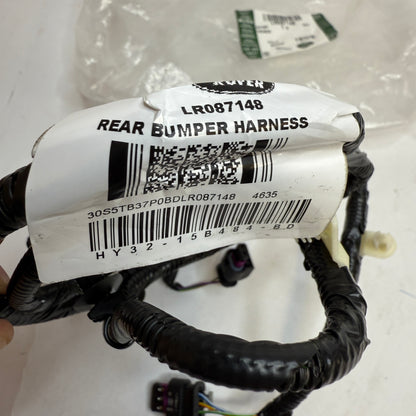 ROVER
LR087148
REAR BUMPER HARNESS
30S5TB37P0BDLR087148 4635
HY32-15B484-BD